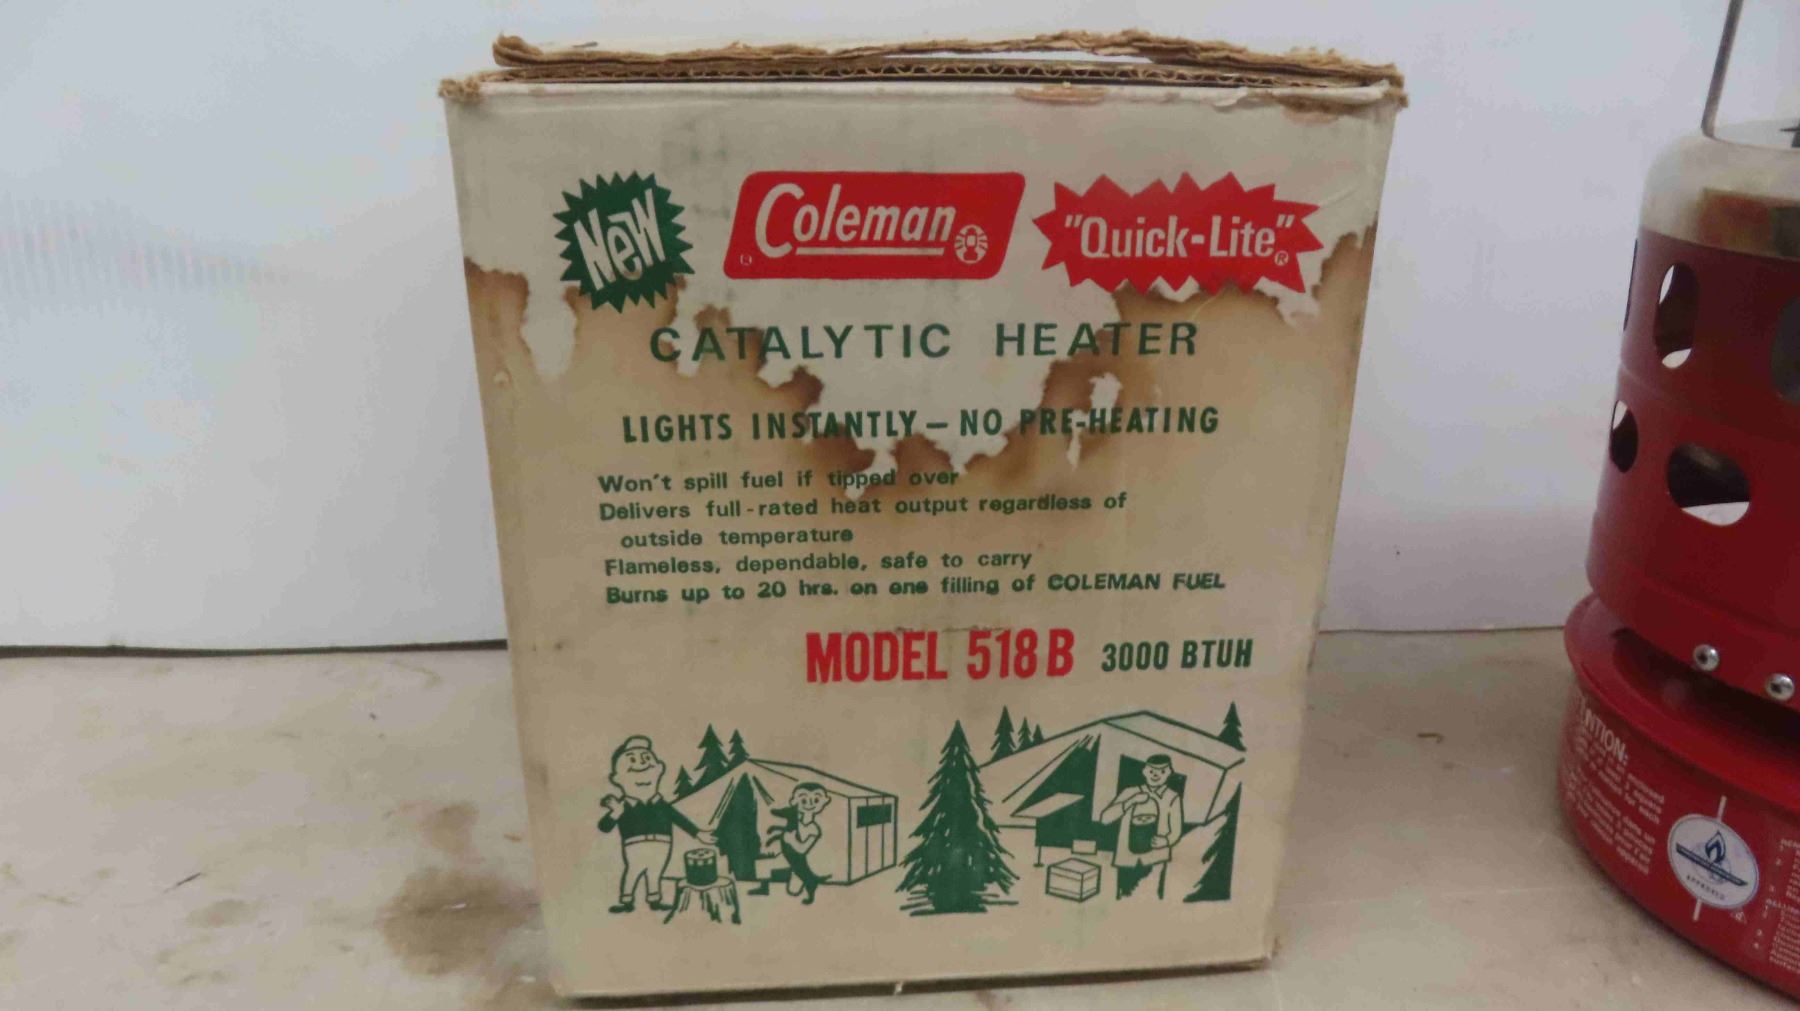 NeW
Coleman
"Quick-Lite"®
CATALYTIC HEATER
LIGHTS INSTANTLY – NO PRE-HEATING
Won't spill fuel if tipped over
Delivers full-rated heat output regardless of
outside temperature
Flameless, dependable, safe to carry
Burns up to 20 hrs. on one filling of COLEMAN FUEL
MODEL 518B 3000 BTUH
APPROVED